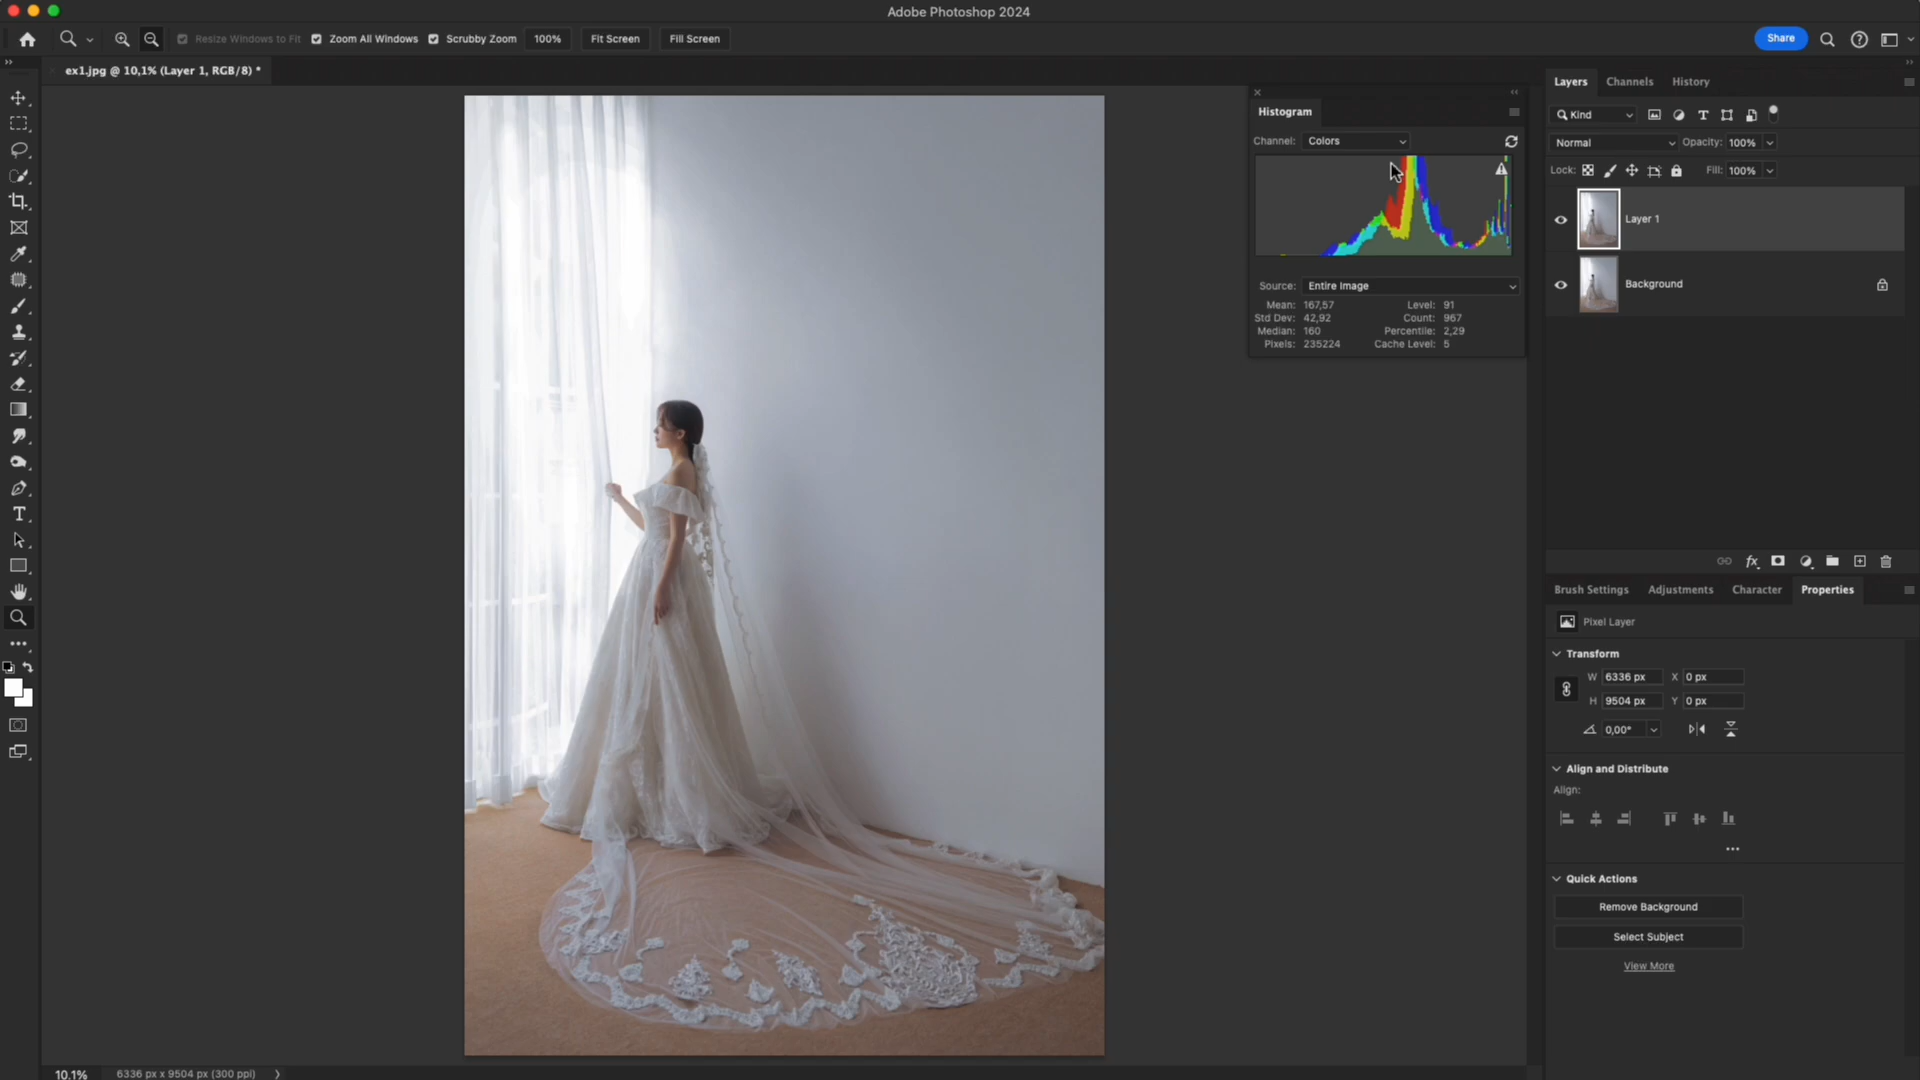 Adobe Photoshop 2024
Resize Windows to Fit
Zoom All Windows
Scrubby Zoom
100%
Fit Screen
Fill Screen
Share
ex1.jpg @ 10,1% (Layer 1, RGB/8) *
Histogram
Channel: Colors
Source: Entire Image
Mean: 167,57 Level: 91
Std Dev: 42,92 Count: 967
Median: 160 Percentile: 2,29
Pixels: 235224 Cache Level: 5
Layers Channels History
Kind
Normal Opacity: 100%
Lock: Fill: 100%
Layer 1
Background
fx
Brush Settings Adjustments Character Properties
Pixel Layer
Transform
W 6336 px X 0 px
H 9504 px Y 0 px
0,00°
Align and Distribute
Align:
Quick Actions
Remove Background
Select Subject
View More
10.1% 6336 px x 9504 px (300 ppi)